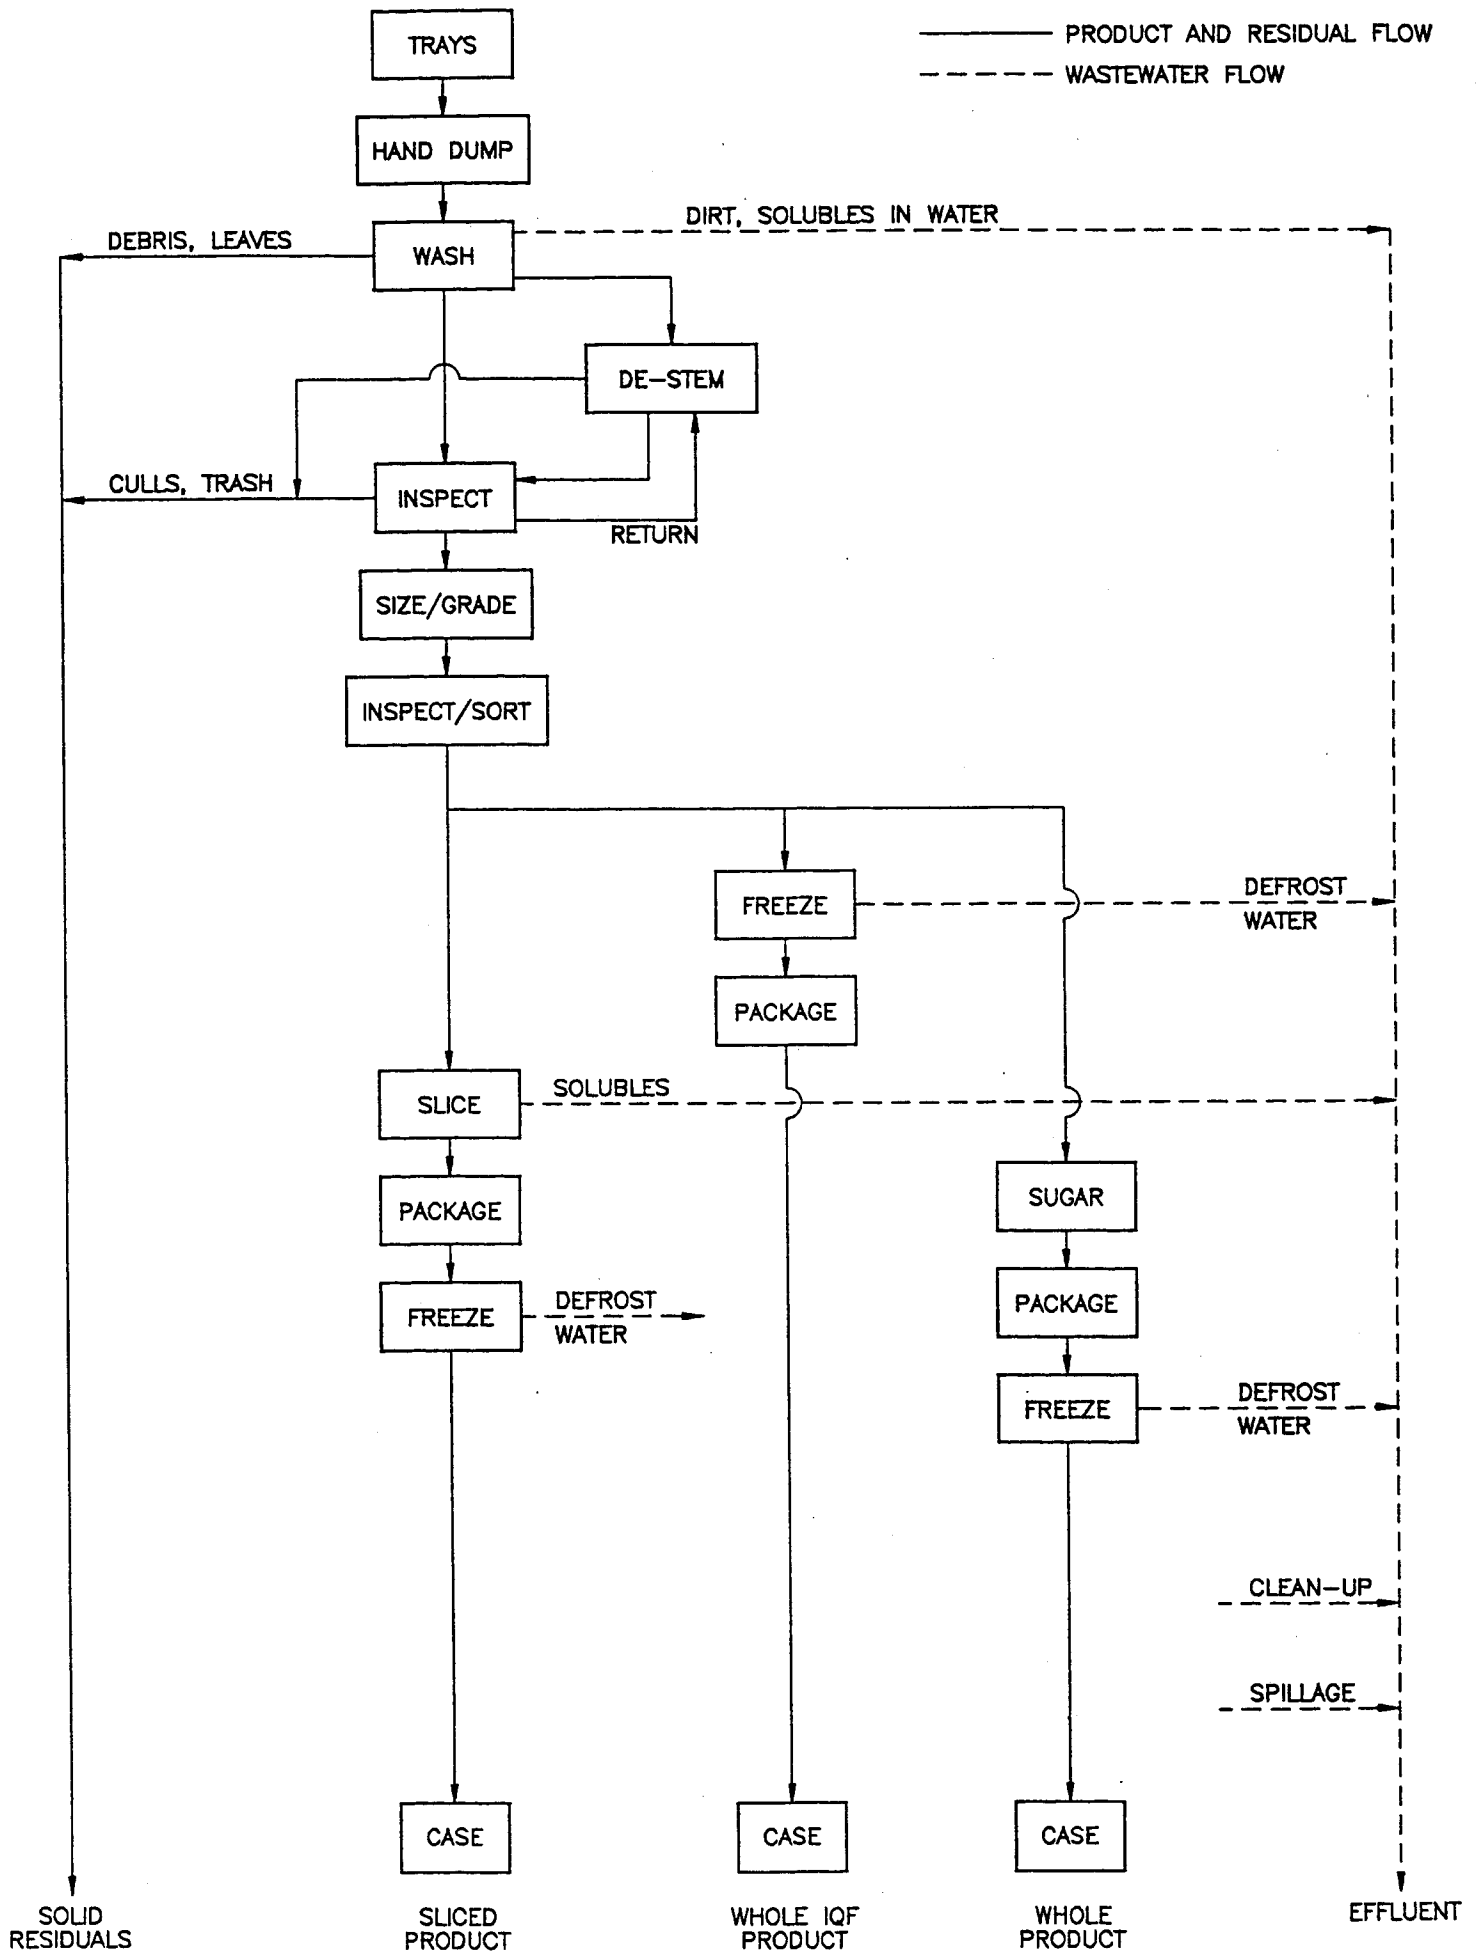 TRAYS
PRODUCT AND RESIDUAL FLOW
WASTEWATER FLOW
HAND DUMP
DIRT, SOLUBLES IN WATER
DEBRIS, LEAVES
WASH
DE-STEM
CULLS, TRASH
INSPECT
RETURN
SIZE/GRADE
INSPECT/SORT
FREEZE
DEFROST
WATER
PACKAGE
SLICE
SOLUBLES
SUGAR
PACKAGE
PACKAGE
FREEZE
DEFROST
WATER
FREEZE
DEFROST
WATER
CLEAN-UP
SPILLAGE
CASE
CASE
CASE
SOLID
RESIDUALS
SLICED
PRODUCT
WHOLE IQF
PRODUCT
WHOLE
PRODUCT
EFFLUENT